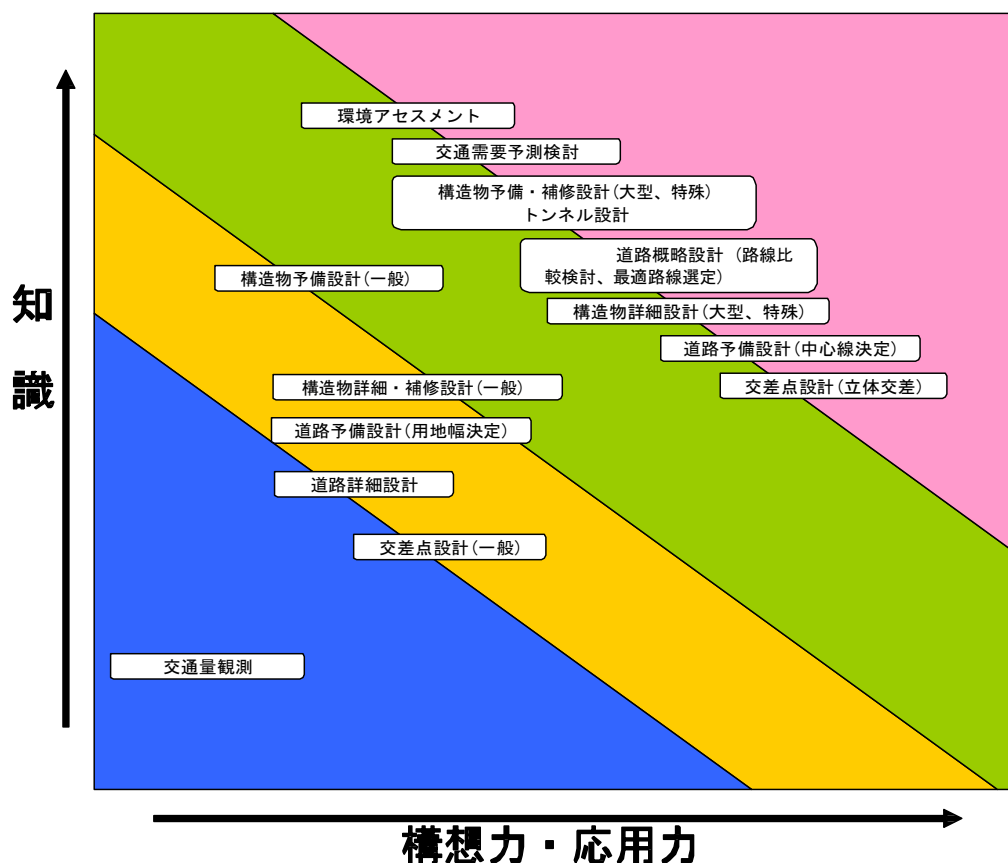 環境アセスメント
交通需要予測検討
構造物予備・補修設計(大型、特殊)
トンネル設計
道路概略設計（路線比
較検討、最適路線選定）
構造物予備設計(一般)
構造物詳細設計(大型、特殊)
道路予備設計(中心線決定)
交差点設計(立体交差)
構造物詳細・補修設計(一般)
道路予備設計(用地幅決定)
道路詳細設計
交差点設計(一般)
交通量観測
知
識
構想力・応用力